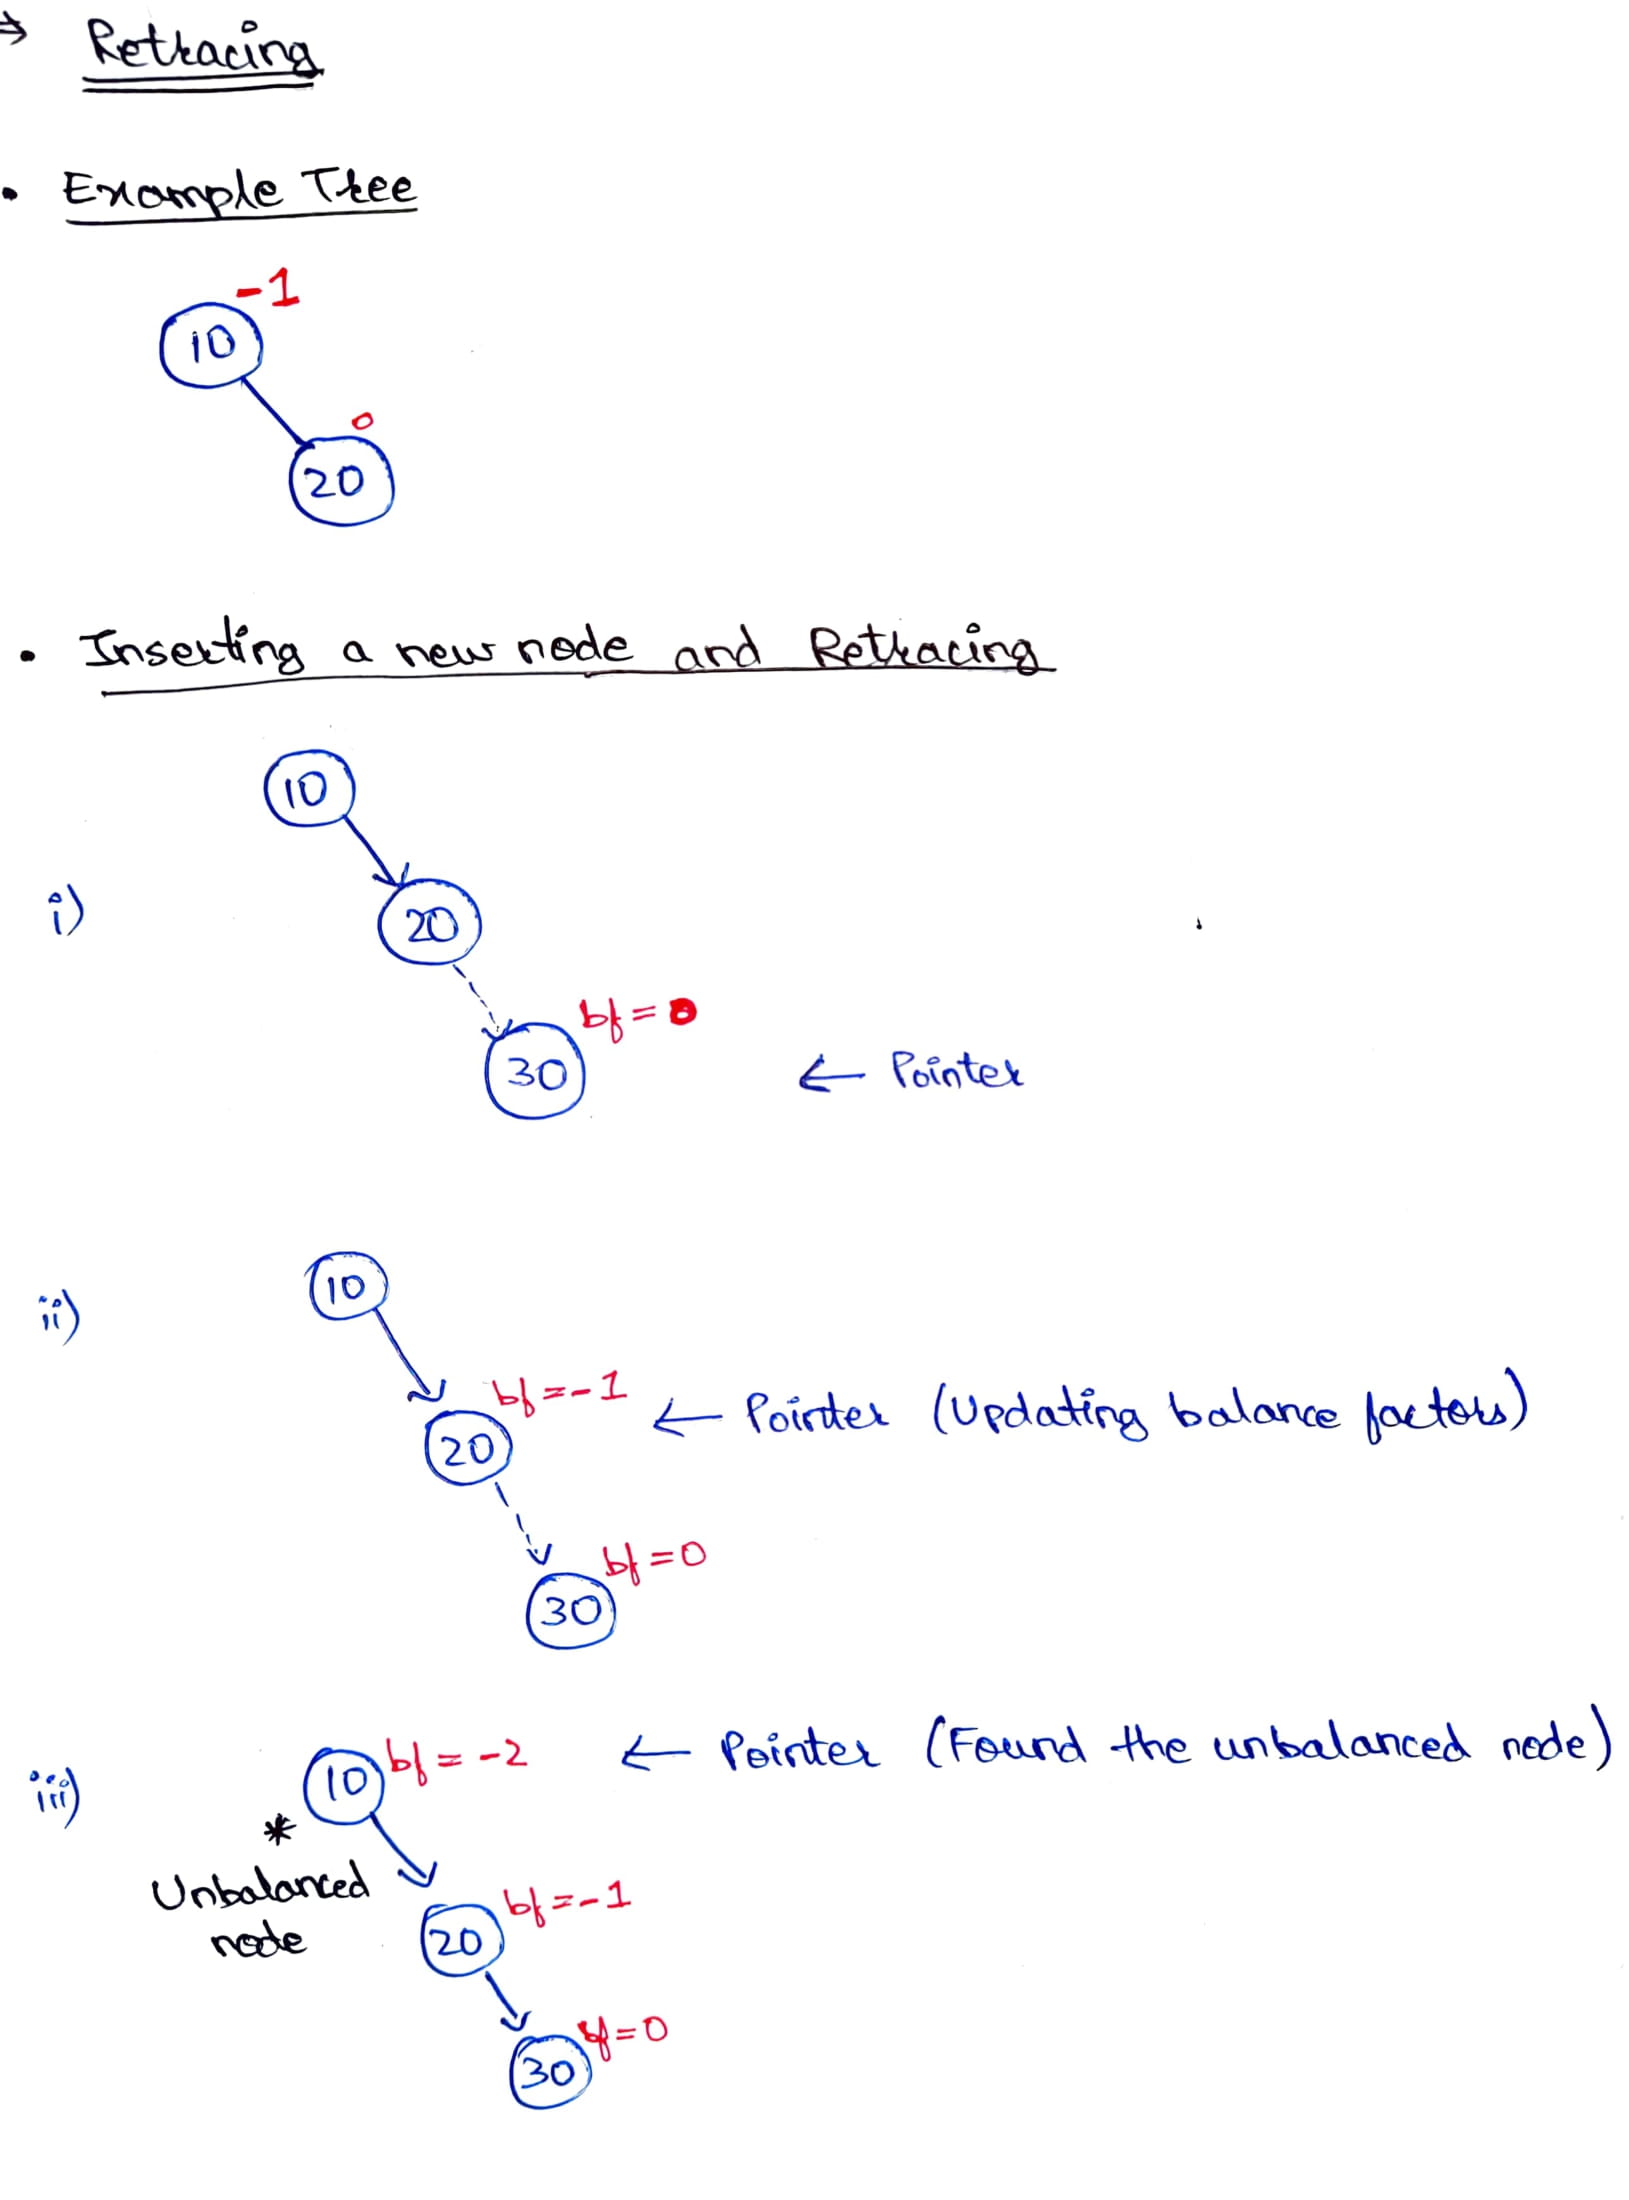 → Retracing
• Example Tree
-1
10
0
20
• Inserting a new node and Retracing
10
i)
20
bf = 0
30
← Pointer
10
ii)
bf = -1
← Pointer (Updating balance factors)
20
bf = 0
30
iii)
10
bf = -2
← Pointer (Found the unbalanced node)
*
Unbalanced
node
bf = -1
20
bf = 0
30